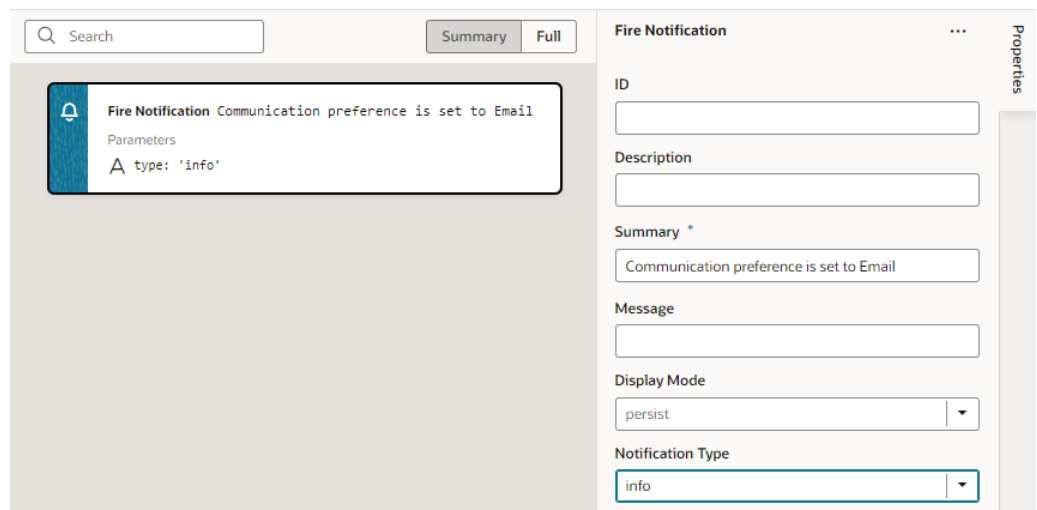 Search
Summary Full
Fire Notification Communication preference is set to Email
Parameters
A type: 'info'
Fire Notification ...
ID
Description
Summary *
Communication preference is set to Email
Message
Display Mode
persist
Notification Type
info
Properties